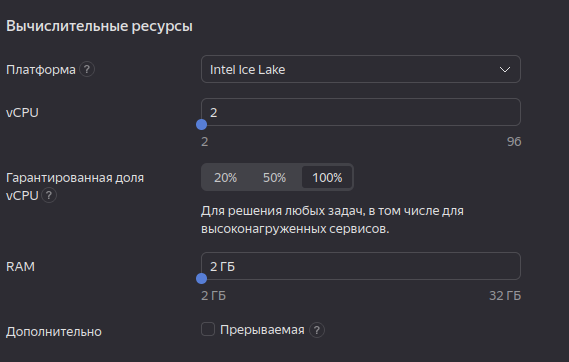 Вычислительные ресурсы
Платформа ?
Intel Ice Lake
vCPU
2
2 96
Гарантированная доля
vCPU ?
20% 50% 100%
Для решения любых задач, в том числе для
высоконагруженных сервисов.
RAM
2 ГБ
2 ГБ 32 ГБ
Дополнительно
Прерываемая ?